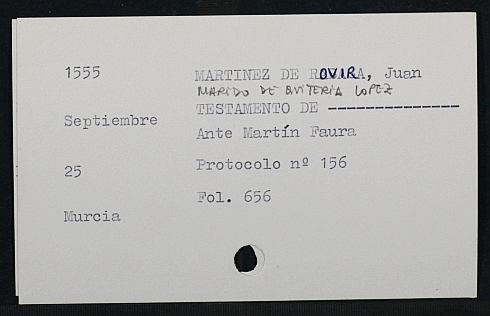 1555
MARTINEZ DE ROVIRA, Juan
MARIDO DE BVITERIA LOPEZ
TESTAMENTO DE --------------
Septiembre
Ante Martín Faura
25
Protocolo nº 156
Fol. 656
Murcia